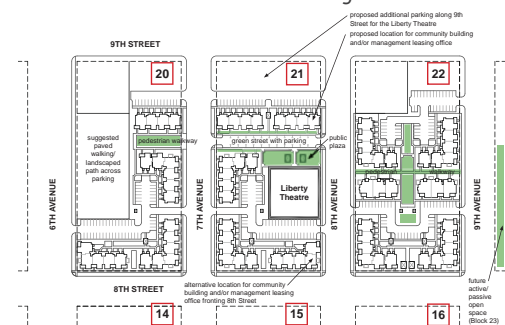 proposed additional parking along 9th
Street for the Liberty Theatre
proposed location for community building
and/or management leasing office
9TH STREET
20
21
22
suggested
paved
walking/
landscaped
path across
parking
pedestrian walkway
green street with parking
public
plaza
pedestrian walkway
Liberty
Theatre
6TH AVENUE
7TH AVENUE
8TH AVENUE
9TH AVENUE
8TH STREET
alternative location for community
building and/or management leasing
office fronting 8th Street
future
active/
passive
open
space
(Block 23)
14
15
16